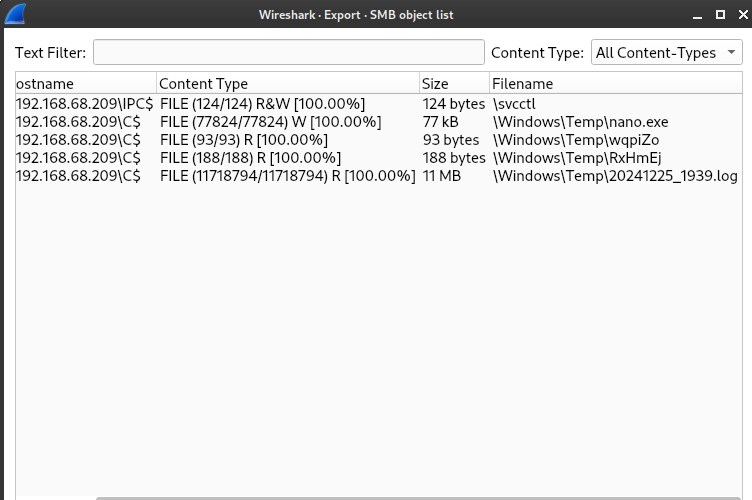 Wireshark · Export · SMB object list
Text Filter: Content Type: All Content-Types
ostname Content Type Size Filename
192.168.68.209\IPC$ FILE (124/124) R&W [100.00%] 124 bytes \svcctl
192.168.68.209\C$ FILE (77824/77824) W [100.00%] 77 kB \Windows\Temp\nano.exe
192.168.68.209\C$ FILE (93/93) R [100.00%] 93 bytes \Windows\Temp\wqpiZo
192.168.68.209\C$ FILE (188/188) R [100.00%] 188 bytes \Windows\Temp\RxHmEj
192.168.68.209\C$ FILE (11718794/11718794) R [100.00%] 11 MB \Windows\Temp\20241225_1939.log